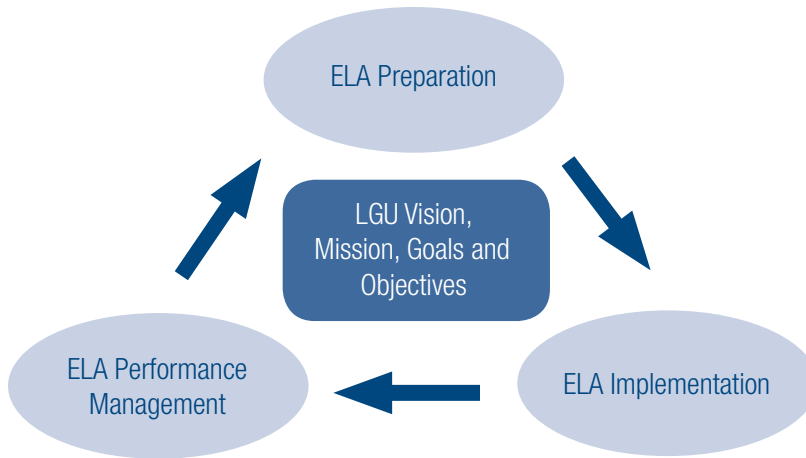 ELA Preparation
LGU Vision,
Mission, Goals and
Objectives
ELA Performance
Management
ELA Implementation